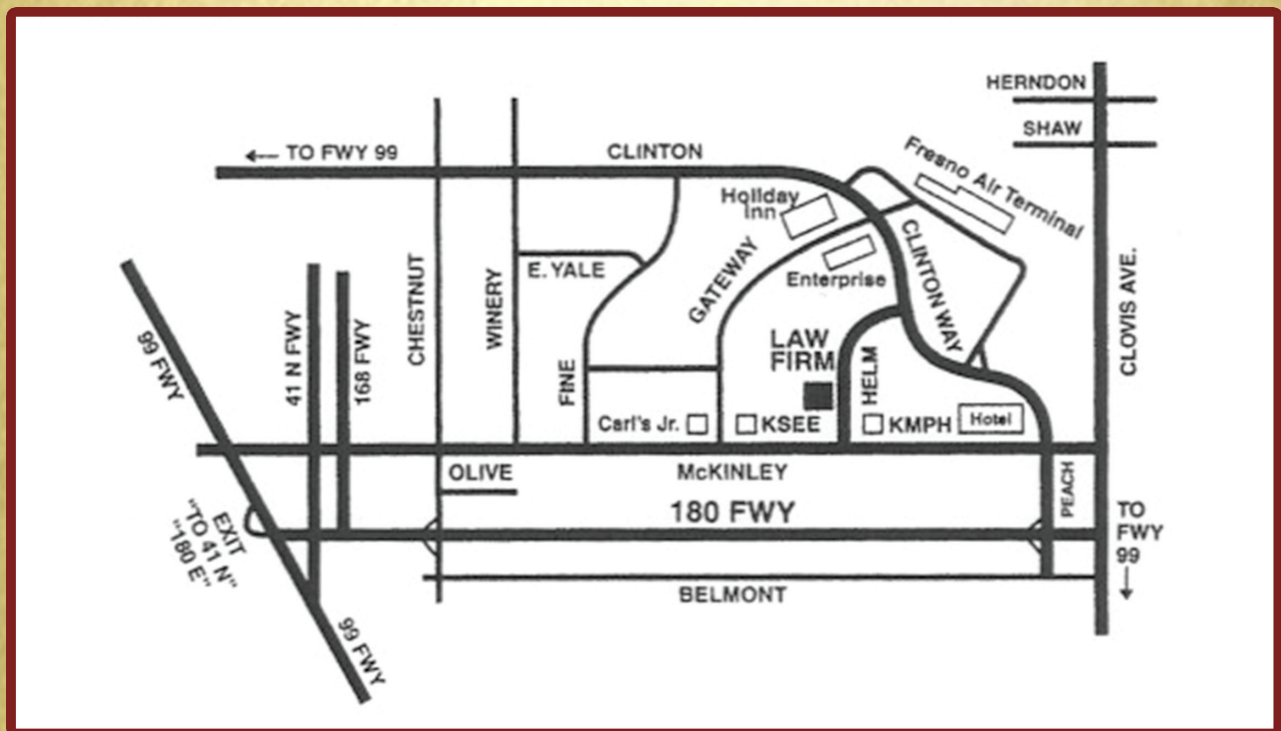 HERNDON
SHAW
← TO FWY 99
CLINTON
Fresno Air Terminal
Holiday
Inn
CLINTON WAY
GATEWAY
E. YALE
Enterprise
CHESTNUT
WINERY
CLOVIS AVE.
99 FWY
41 N FWY
168 FWY
FINE
LAW
FIRM
HELM
Carl's Jr.
KSEE
KMPH
Hotel
OLIVE
McKINLEY
PEACH
180 FWY
EXIT
"TO 41 N"
"180 E"
TO
FWY
99
↓
BELMONT
99 FWY